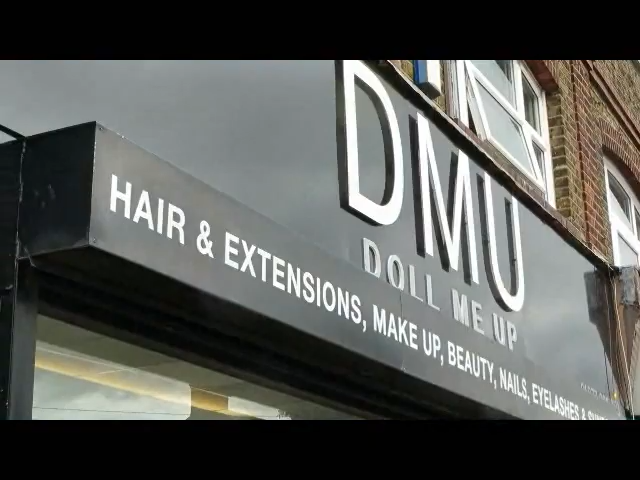 DMU
DOLL ME UP
HAIR & EXTENSIONS, MAKE UP, BEAUTY, NAILS, EYELASHES &